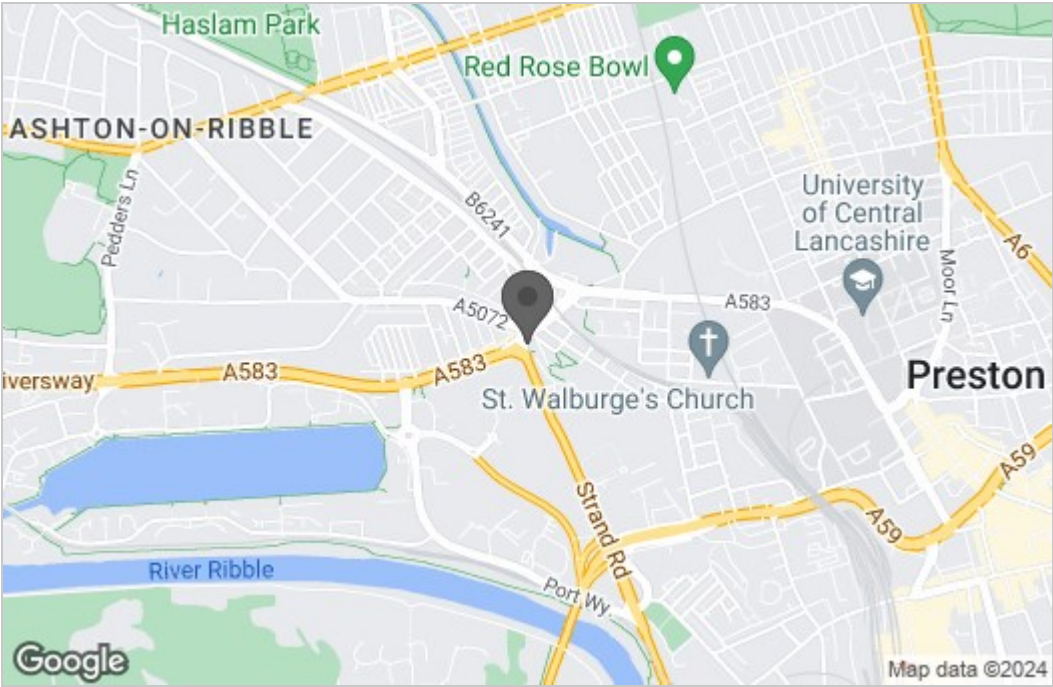 Haslam Park
Red Rose Bowl
ASHTON-ON-RIBBLE
Pedders Ln
B6241
University
of Central
Lancashire
A6
Moor Ln
A5072
A583
iversway
A583
A583
St. Walburge's Church
Preston
A59
Strand Rd
A59
River Ribble
Port Wy.
Google
Map data ©2024